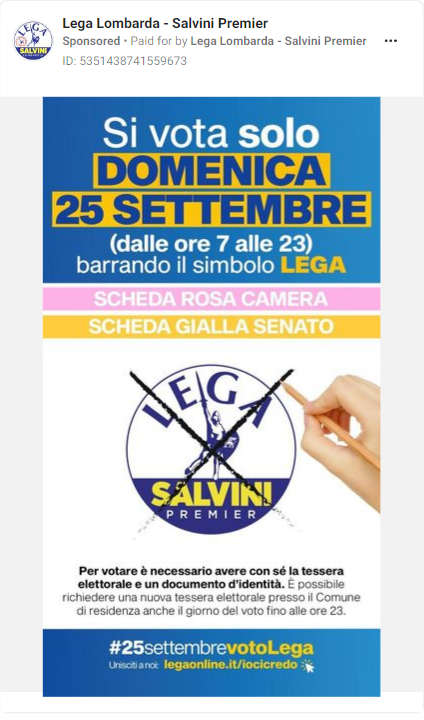 Lega Lombarda - Salvini Premier
Sponsored • Paid for by Lega Lombarda - Salvini Premier
ID: 5351438741559673
Si vota solo
DOMENICA
25 SETTEMBRE
(dalle ore 7 alle 23)
barrando il simbolo LEGA
SCHEDA ROSA CAMERA
SCHEDA GIALLA SENATO
LEGA
SALVINI
PREMIER
Per votare è necessario avere con sé la tessera
elettorale e un documento d'identità. È possibile
richiedere una nuova tessera elettorale presso il Comune
di residenza anche il giorno del voto fino alle ore 23.
#25settembrevotoLega
Unisciti a noi: legaonline.it/iocicredo